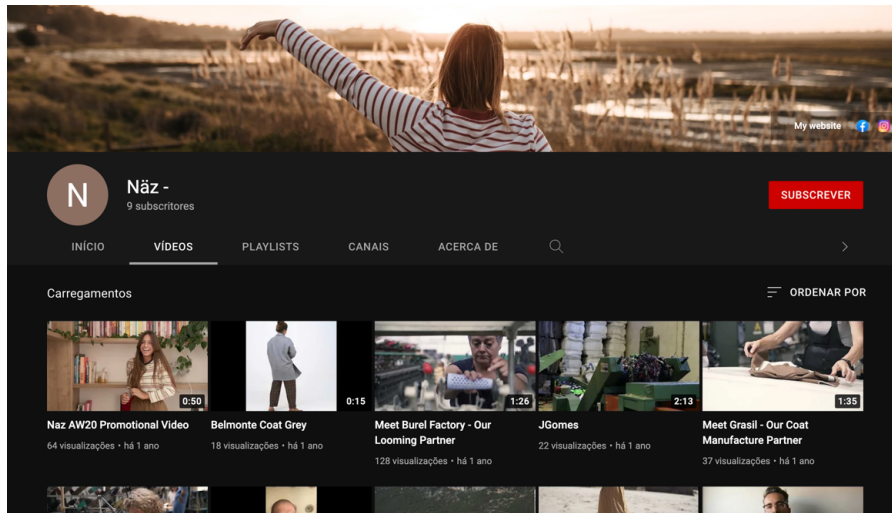 My website
N
Näz -
9 subscritores
SUBSCREVER
INÍCIO
VÍDEOS
PLAYLISTS
CANAIS
ACERCA DE
Carregamentos
ORDENAR POR
0:50
Naz AW20 Promotional Video
64 visualizações • há 1 ano
0:15
Belmonte Coat Grey
18 visualizações • há 1 ano
1:26
Meet Burel Factory - Our
Looming Partner
128 visualizações • há 1 ano
2:13
JGomes
22 visualizações • há 1 ano
1:35
Meet Grasil - Our Coat
Manufacture Partner
37 visualizações • há 1 ano